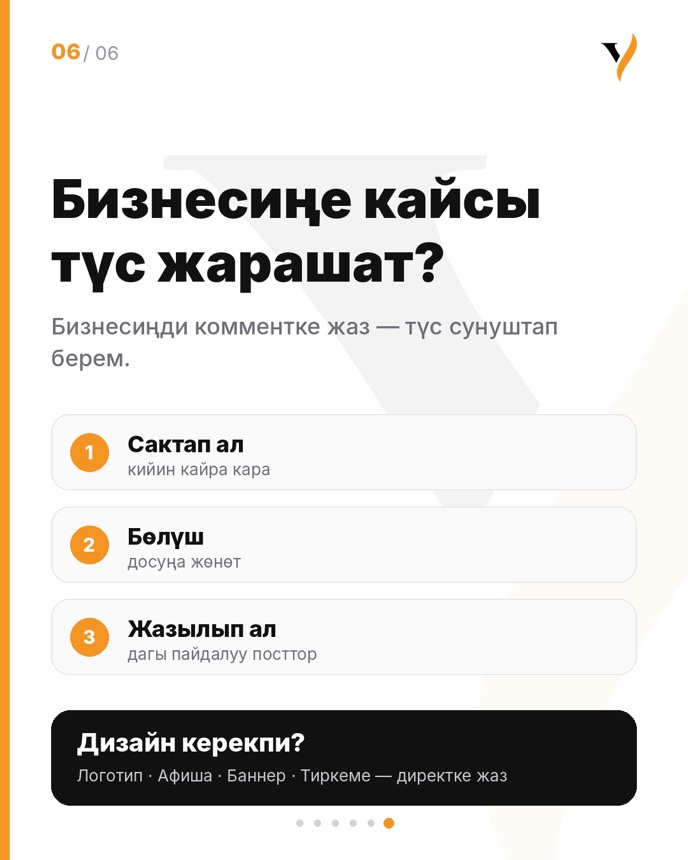 06 / 06
Бизнесиңе кайсы
түс жарашат?
Бизнесиңди комментке жаз — түс сунуштап
берем.
1
Сактап ал
кийин кайра кара
2
Бөлүш
досуңа жөнөт
3
Жазылып ал
дагы пайдалуу посттор
Дизайн керекпи?
Логотип · Афиша · Баннер · Тиркеме — директке жаз